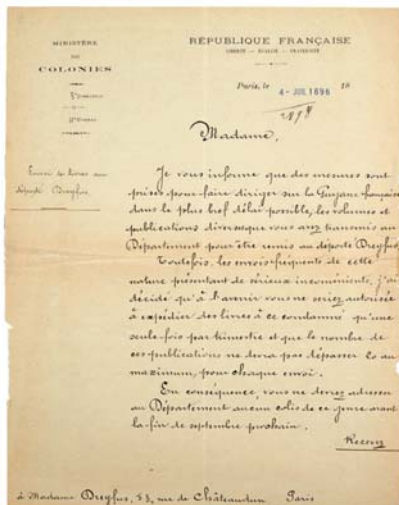 MINISTÈRE
DES
COLONIES
RÉPUBLIQUE FRANÇAISE
LIBERTÉ – ÉGALITÉ – FRATERNITÉ
Paris, le 4 - JUIL 1896 18
Madame,
Envoi de livres au
déporté Dreyfus.
Je vous informe que des mesures sont
prises pour faire diriger sur la Guyane française
dans le plus bref délai possible, les volumes et
publications diverses que vous avez transmis au
Département pour être remis au déporté Dreyfus.
Toutefois, les envois fréquents de cette
nature présentant de sérieux inconvénients, j'ai
décidé qu'à l'avenir vous ne seriez autorisée
à expédier des livres à ce condamné qu'une
seule fois par trimestre et que le nombre de
ces publications ne devra pas dépasser 20 au
maximum, pour chaque envoi.
En conséquence, vous ne devrez adresser
au Département aucun colis de ce genre avant
la fin de septembre prochain.
Recevez
à Madame Dreyfus, 53, rue de Châteaudun Paris